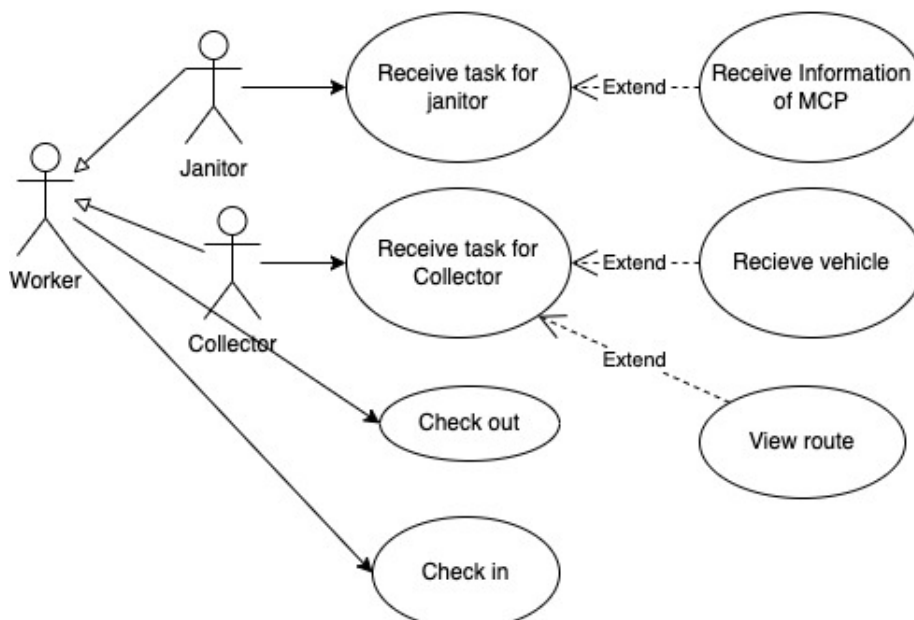 Receive task for
janitor
Extend
Receive Information
of MCP
Janitor
Worker
Receive task for
Collector
Extend
Recieve vehicle
Collector
Extend
Check out
View route
Check in